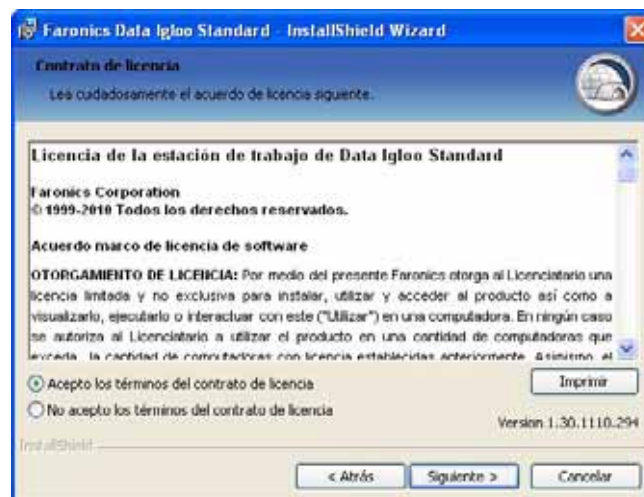 Faronics Data Igloo Standard - InstallShield Wizard
Contrato de licencia
Lea cuidadosamente el acuerdo de licencia siguiente.
Licencia de la estación de trabajo de Data Igloo Standard
Faronics Corporation
© 1999-2010 Todos los derechos reservados.
Acuerdo marco de licencia de software
OTORGAMIENTO DE LICENCIA: Por medio del presente Faronics otorga al Licenciatario una
licencia limitada y no exclusiva para instalar, utilizar y acceder al producto así como a
visualizarlo, ejecutarlo o interactuar con este ("Utilizar") en una computadora. En ningún caso
se autoriza al Licenciatario a utilizar el producto en una cantidad de computadoras que
exceda la cantidad de computadoras con licencia establecidas anteriormente. Asimismo, el
Acepto los términos del contrato de licencia
Imprimir
No acepto los términos del contrato de licencia
Version 1.30.1110.294
InstallShield
< Atrás
Siguiente >
Cancelar